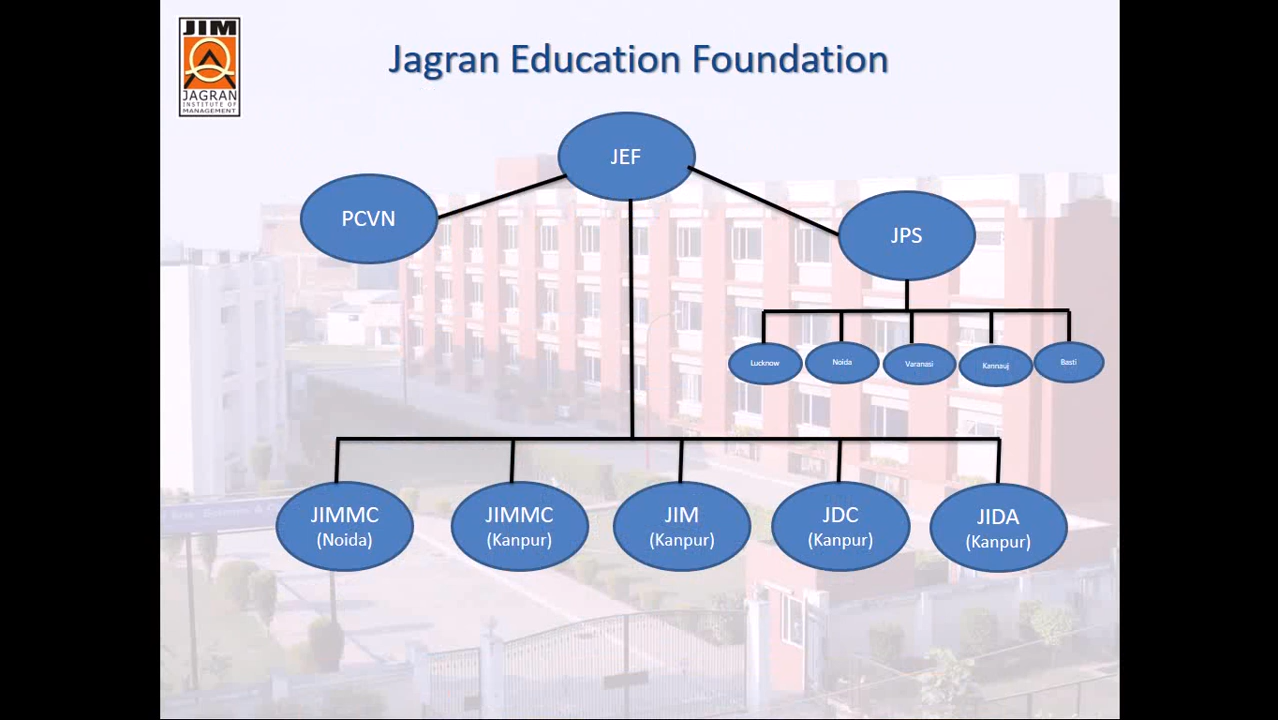 JIM
JAGRAN
INSTITUTE OF
MANAGEMENT
Jagran Education Foundation
JEF
PCVN
JPS
Lucknow
Noida
Varanasi
Kannauj
Basti
JIMMC
(Noida)
JIMMC
(Kanpur)
JIM
(Kanpur)
JDC
(Kanpur)
JIDA
(Kanpur)